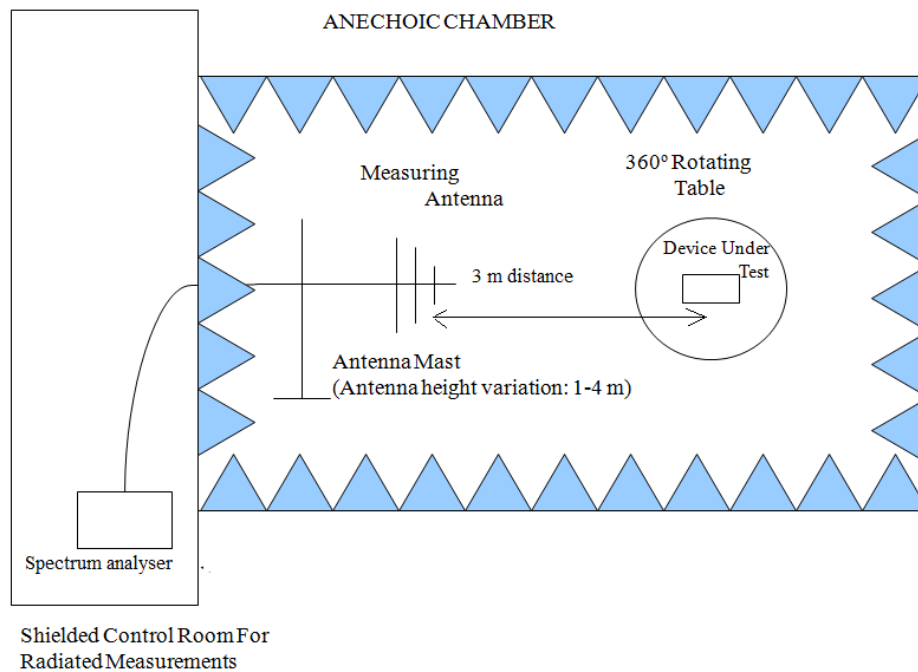 ANECHOIC CHAMBER
Measuring
Antenna
360º Rotating
Table
Device Under
Test
3 m distance
Antenna Mast
(Antenna height variation: 1-4 m)
Spectrum analyser
Shielded Control Room For
Radiated Measurements